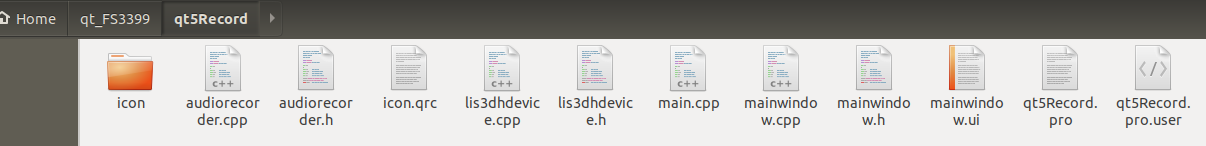 Home qt_FS3399 qt5Record
icon audiorecorder.cpp audiorecorder.h icon.qrc lis3dhdevice.cpp lis3dhdevice.h main.cpp mainwindow.cpp mainwindow.h mainwindow.ui qt5Record.pro qt5Record.pro.user